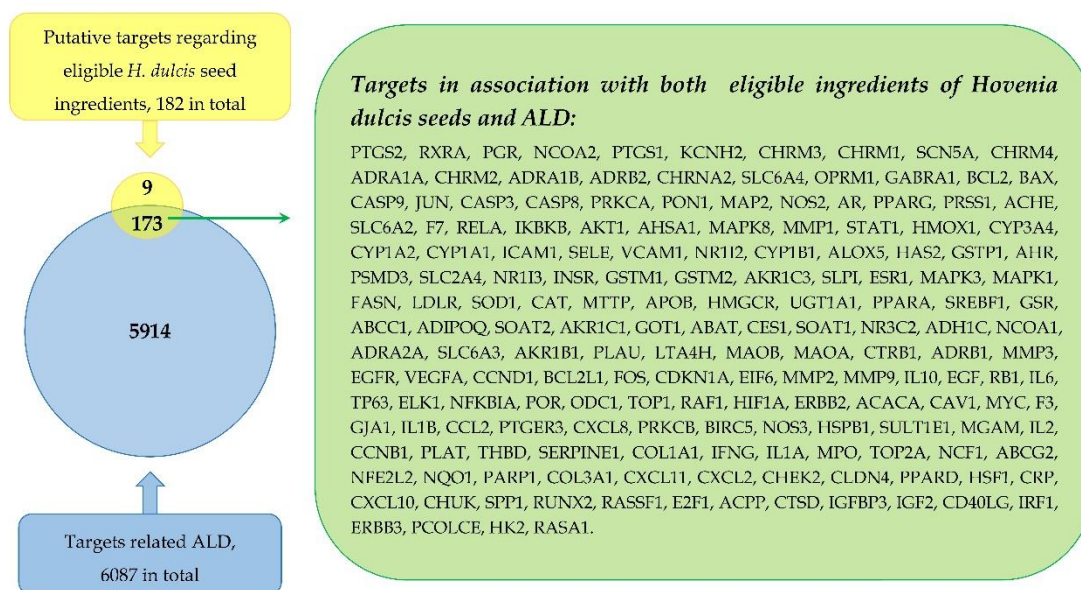 Putative targets regarding
eligible H. dulcis seed
ingredients, 182 in total
9
173
5914
Targets related ALD,
6087 in total
Targets in association with both eligible ingredients of Hovenia
dulcis seeds and ALD:
PTGS2, RXRA, PGR, NCOA2, PTGS1, KCNH2, CHRM3, CHRM1, SCN5A, CHRM4,
ADRA1A, CHRM2, ADRA1B, ADRB2, CHRNA2, SLC6A4, OPRM1, GABRA1, BCL2, BAX,
CASP9, JUN, CASP3, CASP8, PRKCA, PON1, MAP2, NOS2, AR, PPARG, PRSS1, ACHE,
SLC6A2, F7, RELA, IKBKB, AKT1, AHSA1, MAPK8, MMP1, STAT1, HMOX1, CYP3A4,
CYP1A2, CYP1A1, ICAM1, SELE, VCAM1, NR1I2, CYP1B1, ALOX5, HAS2, GSTP1, AHR,
PSMD3, SLC2A4, NR1I3, INSR, GSTM1, GSTM2, AKR1C3, SLPI, ESR1, MAPK3, MAPK1,
FASN, LDLR, SOD1, CAT, MTTP, APOB, HMGCR, UGT1A1, PPARA, SREBF1, GSR,
ABCC1, ADIPOQ, SOAT2, AKR1C1, GOT1, ABAT, CES1, SOAT1, NR3C2, ADH1C, NCOA1,
ADRA2A, SLC6A3, AKR1B1, PLAU, LTA4H, MAOB, MAOA, CTRB1, ADRB1, MMP3,
EGFR, VEGFA, CCND1, BCL2L1, FOS, CDKN1A, EIF6, MMP2, MMP9, IL10, EGF, RB1, IL6,
TP63, ELK1, NFKBIA, POR, ODC1, TOP1, RAF1, HIF1A, ERBB2, ACACA, CAV1, MYC, F3,
GJA1, IL1B, CCL2, PTGER3, CXCL8, PRKCB, BIRC5, NOS3, HSPB1, SULT1E1, MGAM, IL2,
CCNB1, PLAT, THBD, SERPINE1, COL1A1, IFNG, IL1A, MPO, TOP2A, NCF1, ABCG2,
NFE2L2, NQO1, PARP1, COL3A1, CXCL11, CXCL2, CHEK2, CLDN4, PPARD, HSF1, CRP,
CXCL10, CHUK, SPP1, RUNX2, RASSF1, E2F1, ACPP, CTSD, IGFBP3, IGF2, CD40LG, IRF1,
ERBB3, PCOLCE, HK2, RASA1.